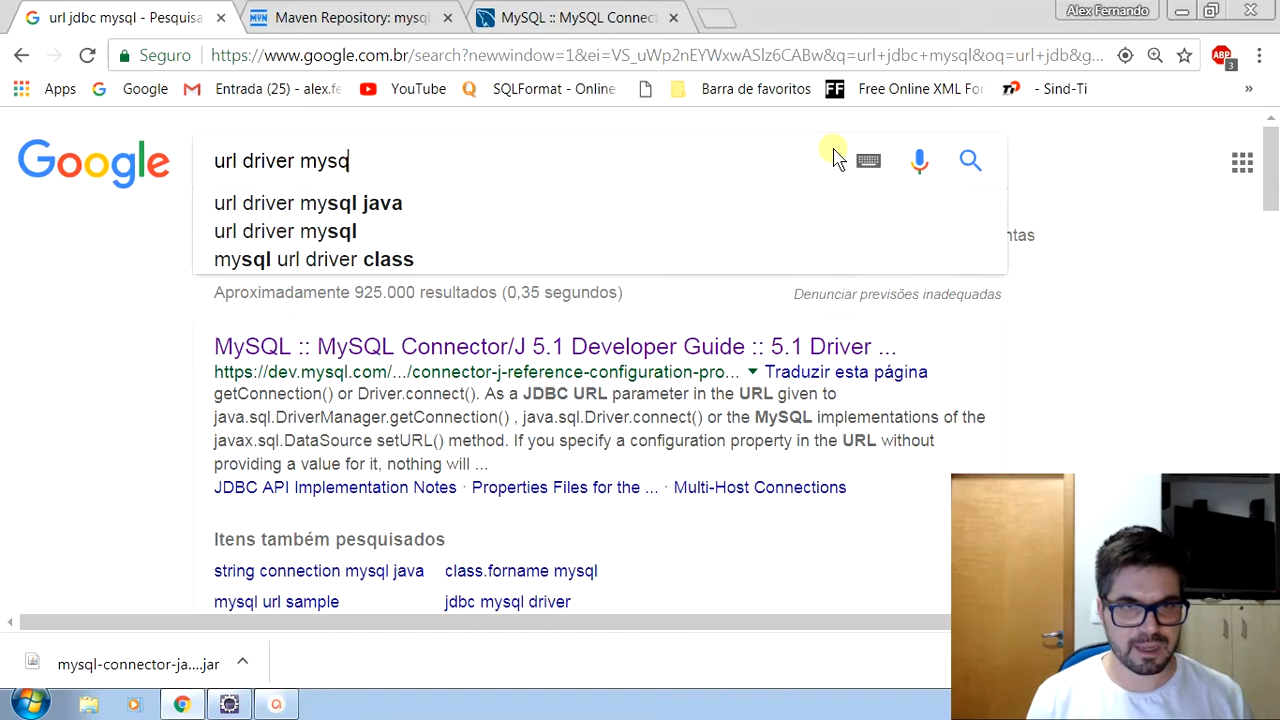 url jdbc mysql - Pesquisa
Maven Repository: mysql
MySQL :: MySQL Connect
Alex Fernando
Seguro
https://www.google.com.br/search?newwindow=1&ei=VS_uWp2nEYWxwASlz6CABw&q=url+jdbc+mysql&oq=url+jdb&g...
ABP
3
Apps
Google
Entrada (25) - alex.fe
YouTube
SQLFormat - Online
Barra de favoritos
FF
Free Online XML For
- Sind-Ti
»
Google
url driver mysq
url driver mysql java
url driver mysql
mysql url driver class
ntas
Aproximadamente 925.000 resultados (0,35 segundos)
Denunciar previsões inadequadas
MySQL :: MySQL Connector/J 5.1 Developer Guide :: 5.1 Driver ...
https://dev.mysql.com/.../connector-j-reference-configuration-pro... Traduzir esta página
getConnection() or Driver.connect(). As a JDBC URL parameter in the URL given to
java.sql.DriverManager.getConnection() , java.sql.Driver.connect() or the MySQL implementations of the
javax.sql.DataSource setURL() method. If you specify a configuration property in the URL without
providing a value for it, nothing will ...
JDBC API Implementation Notes · Properties Files for the ... · Multi-Host Connections
Itens também pesquisados
string connection mysql java
class.forname mysql
mysql url sample
jdbc mysql driver
mysql-connector-ja....jar